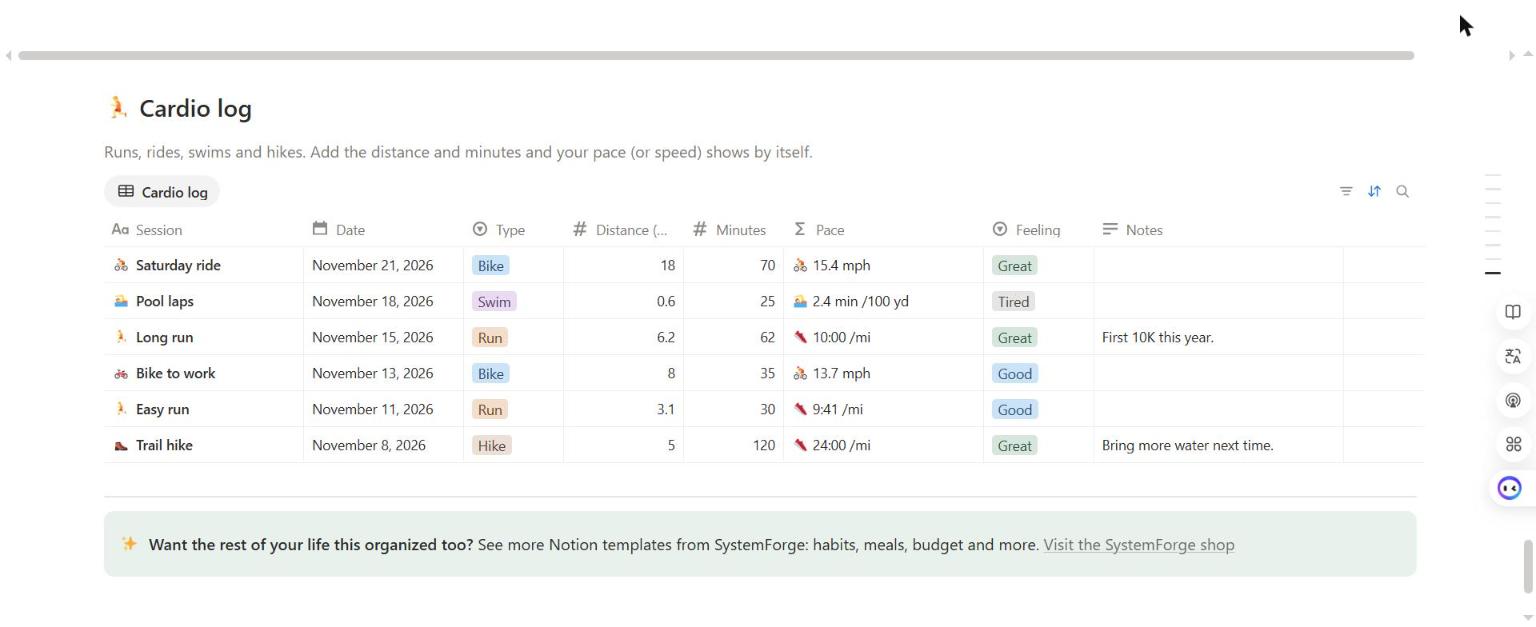 Cardio log
Runs, rides, swims and hikes. Add the distance and minutes and your pace (or speed) shows by itself.
Cardio log
Aa Session Date Type # Distance (... # Minutes Σ Pace Feeling Notes
Saturday ride November 21, 2026 Bike 18 70 15.4 mph Great
Pool laps November 18, 2026 Swim 0.6 25 2.4 min /100 yd Tired
Long run November 15, 2026 Run 6.2 62 10:00 /mi Great First 10K this year.
Bike to work November 13, 2026 Bike 8 35 13.7 mph Good
Easy run November 11, 2026 Run 3.1 30 9:41 /mi Good
Trail hike November 8, 2026 Hike 5 120 24:00 /mi Great Bring more water next time.
Want the rest of your life this organized too? See more Notion templates from SystemForge: habits, meals, budget and more. Visit the SystemForge shop